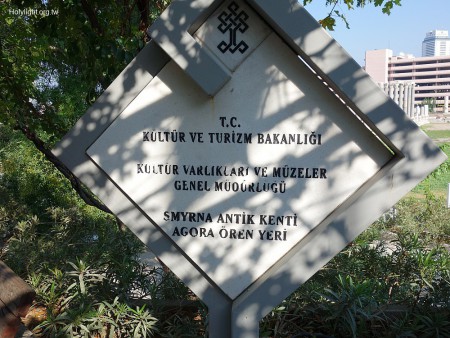 Holylight.org.tw
T.C.
KÜLTÜR VE TURİZM BAKANLIĞI
KÜLTÜR VARLIKLARI VE MÜZELER
GENEL MÜDÜRLÜĞÜ
SMYRNA ANTİK KENTİ
AGORA ÖREN YERİ